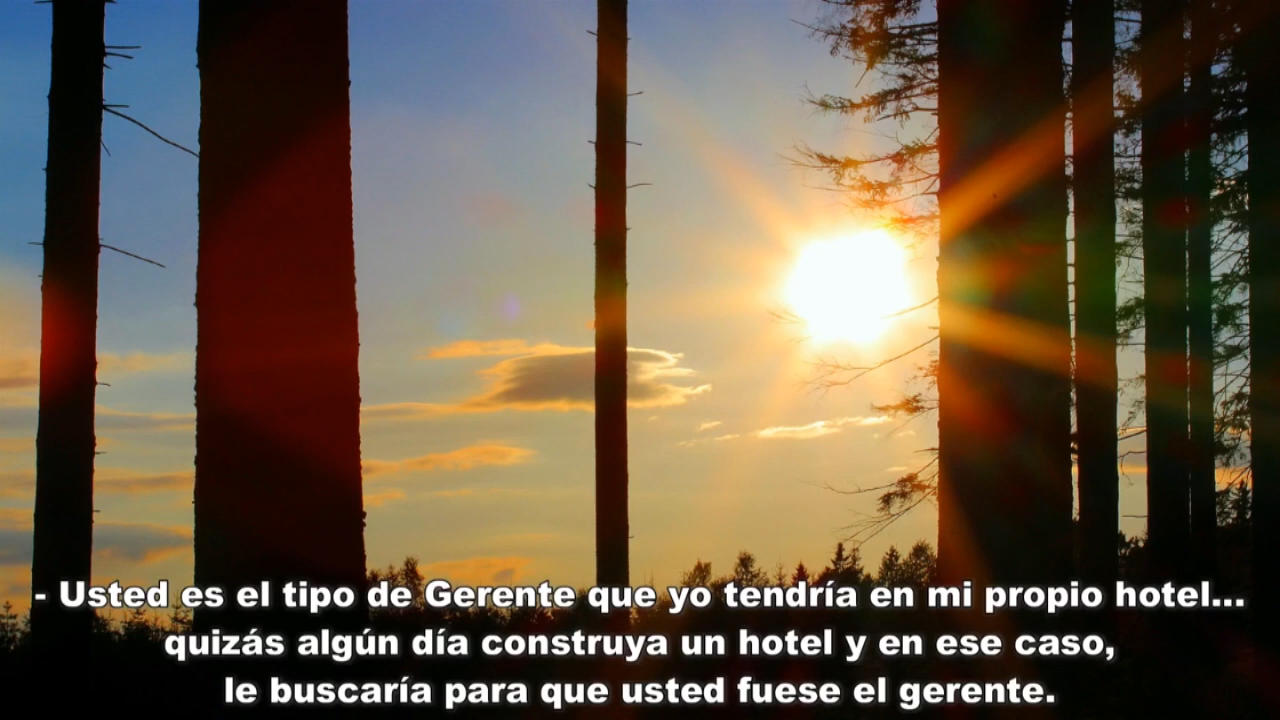 - Usted es el tipo de Gerente que yo tendría en mi propio hotel...
quizás algún día construya un hotel y en ese caso,
le buscaría para que usted fuese el gerente.